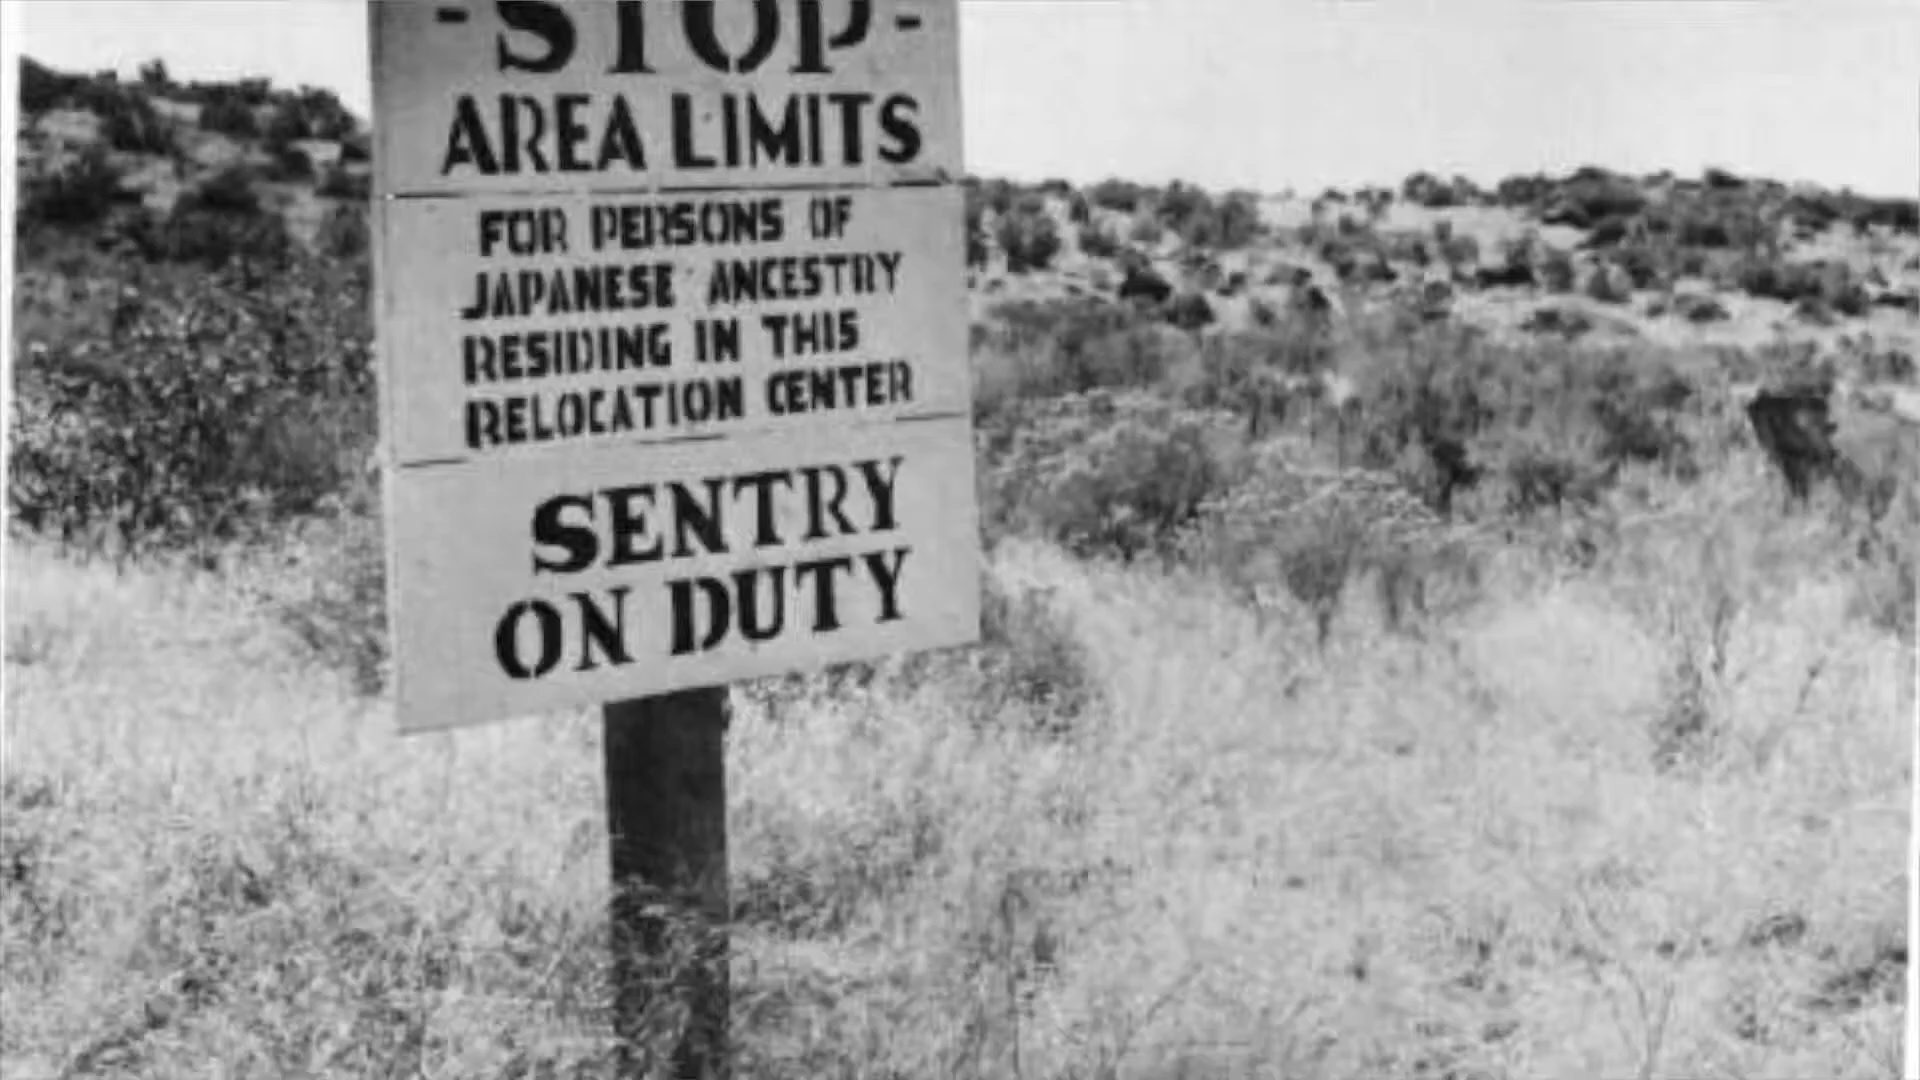 -STOP-
AREA LIMITS
FOR PERSONS OF
JAPANESE ANCESTRY
RESIDING IN THIS
RELOCATION CENTER
SENTRY
ON DUTY